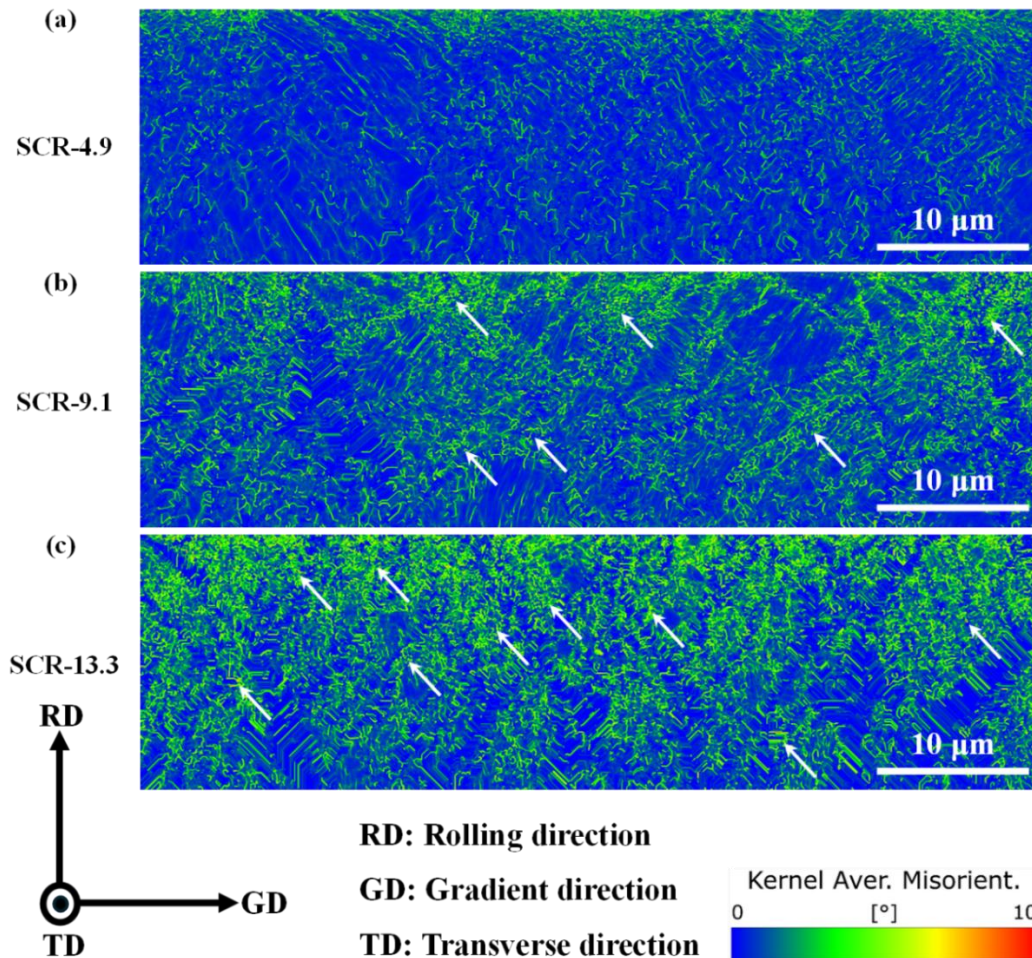 (a)
SCR-4.9
10 µm
(b)
SCR-9.1
10 µm
(c)
SCR-13.3
10 µm
RD
GD
TD
RD: Rolling direction
GD: Gradient direction
TD: Transverse direction
Kernel Aver. Misorient.
0 [°] 10